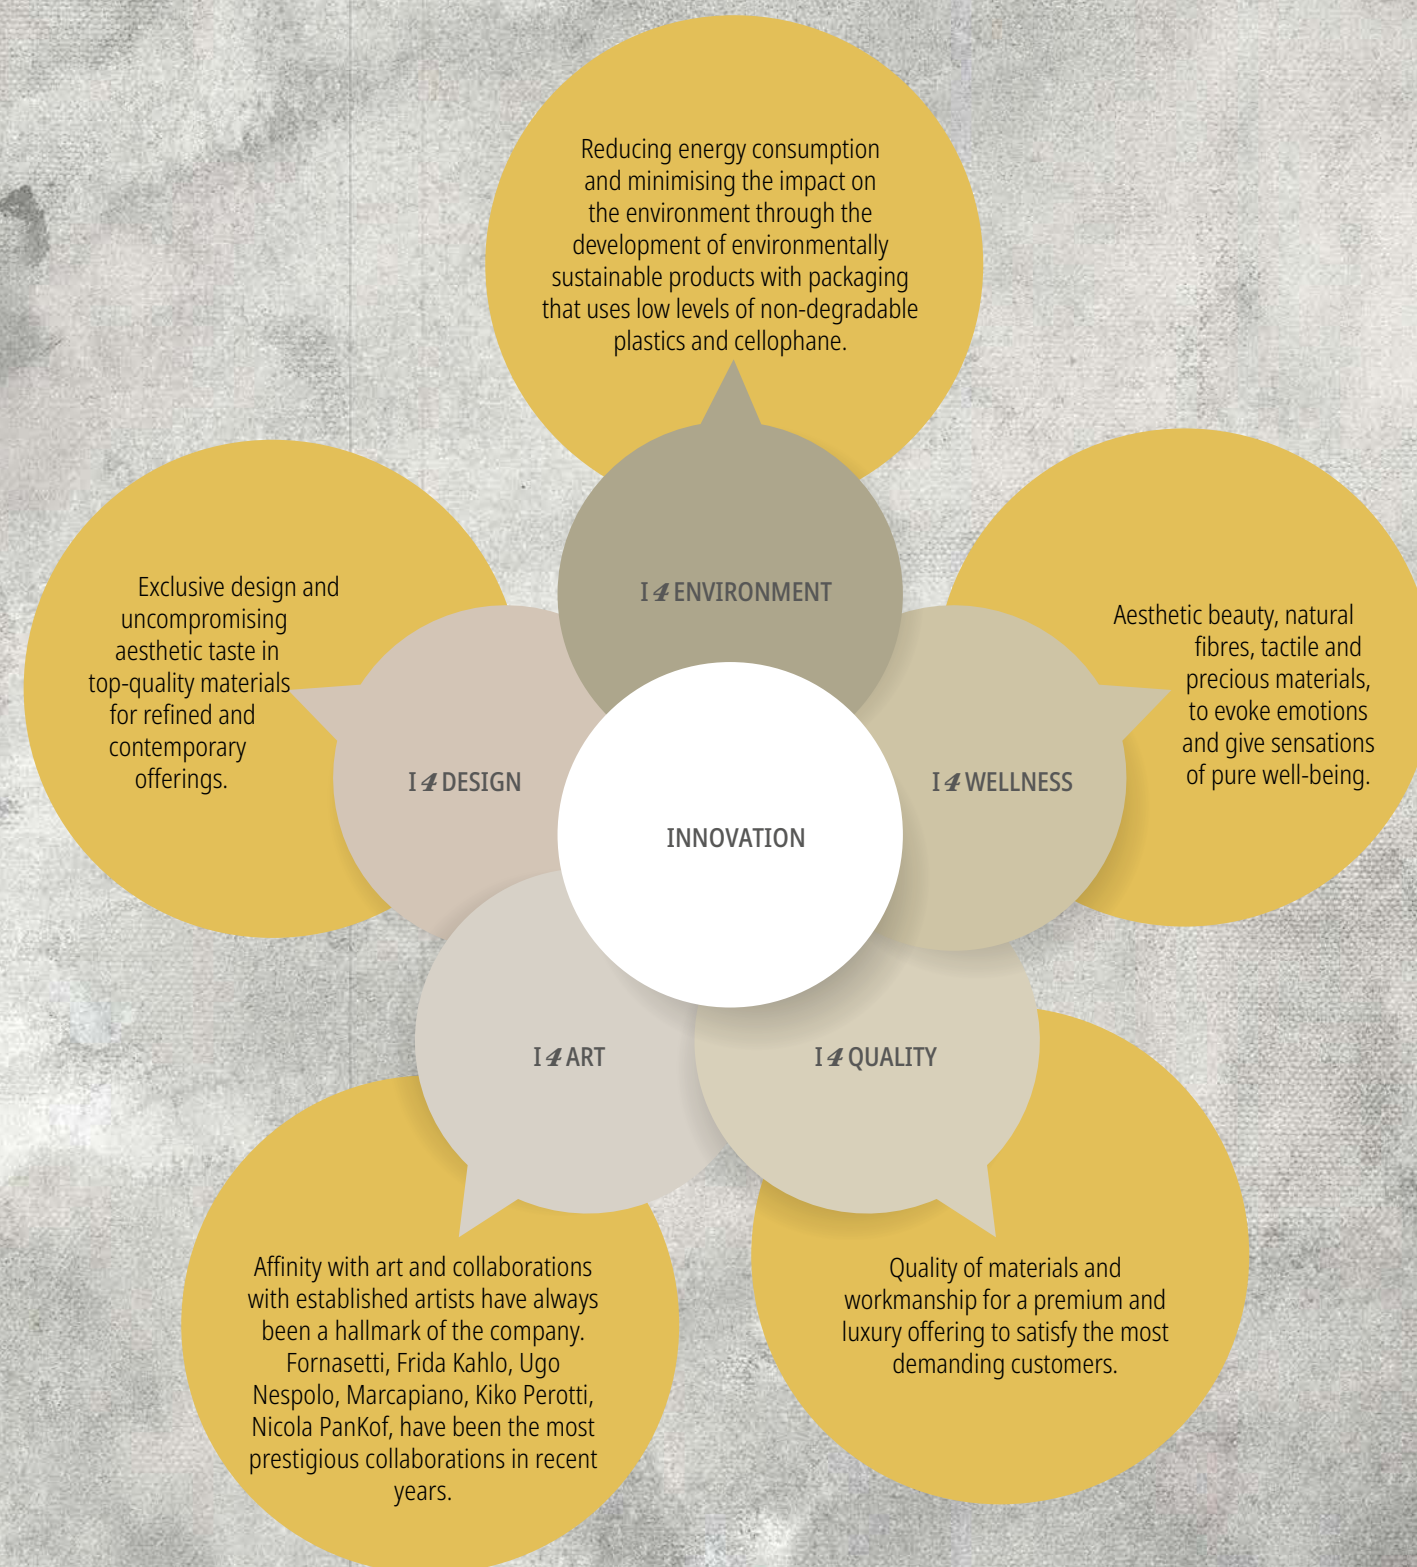 Reducing energy consumption
and minimising the impact on
the environment through the
development of environmentally
sustainable products with packaging
that uses low levels of non-degradable
plastics and cellophane.
I 4 ENVIRONMENT
Exclusive design and
uncompromising
aesthetic taste in
top-quality materials
for refined and
contemporary
offerings.
I 4 DESIGN
Aesthetic beauty, natural
fibres, tactile and
precious materials,
to evoke emotions
and give sensations
of pure well-being.
I 4 WELLNESS
INNOVATION
I 4 ART
I 4 QUALITY
Affinity with art and collaborations
with established artists have always
been a hallmark of the company.
Fornasetti, Frida Kahlo, Ugo
Nespolo, Marcapiano, Kiko Perotti,
Nicola PanKof, have been the most
prestigious collaborations in recent
years.
Quality of materials and
workmanship for a premium and
luxury offering to satisfy the most
demanding customers.